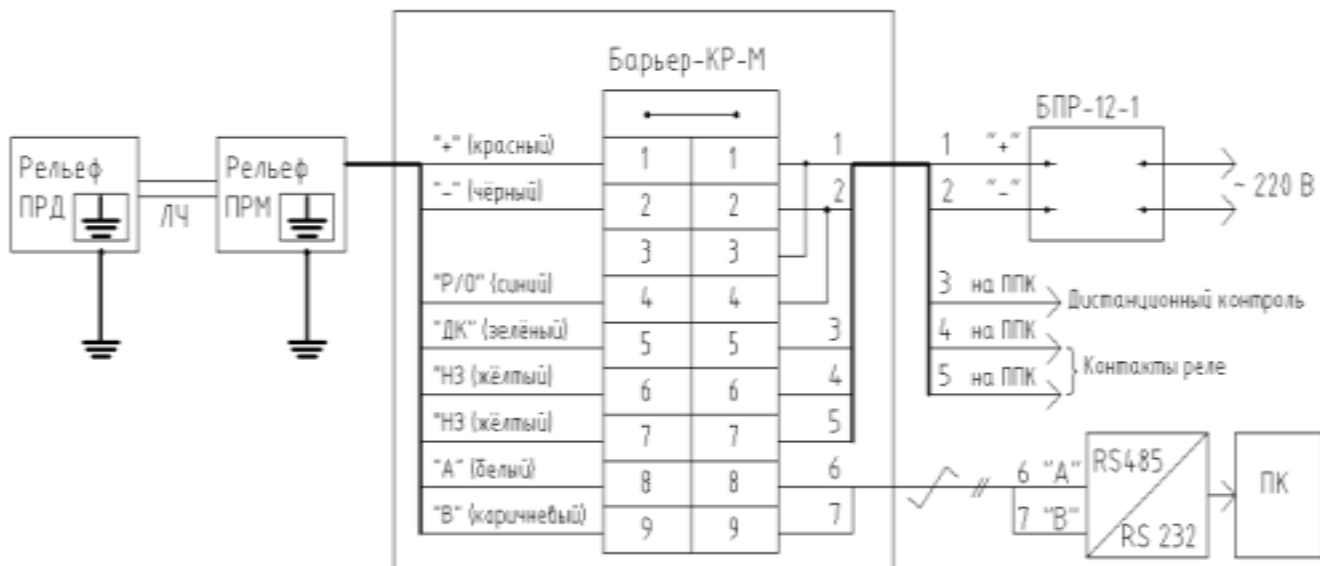 Барьер-КР-М
БПР-12-1
Рельеф
ПРД
ЛЧ
Рельеф
ПРМ
"+" (красный) 1 1 1
"-" (чёрный) 2 2 2
3 3
"Р/О" (синий) 4 4
"ДК" (зелёный) 5 5 3
"НЗ (жёлтый) 6 6 4
"НЗ (жёлтый) 7 7 5
"А" (белый) 8 8 6
"В" (каричневый) 9 9 7
1 "+"
2 "-"
~ 220 В
3 на ППК Дистанционный контроль
4 на ППК
5 на ППК
Контакты реле
6 "А"
7 "В"
RS485
RS 232
ПК